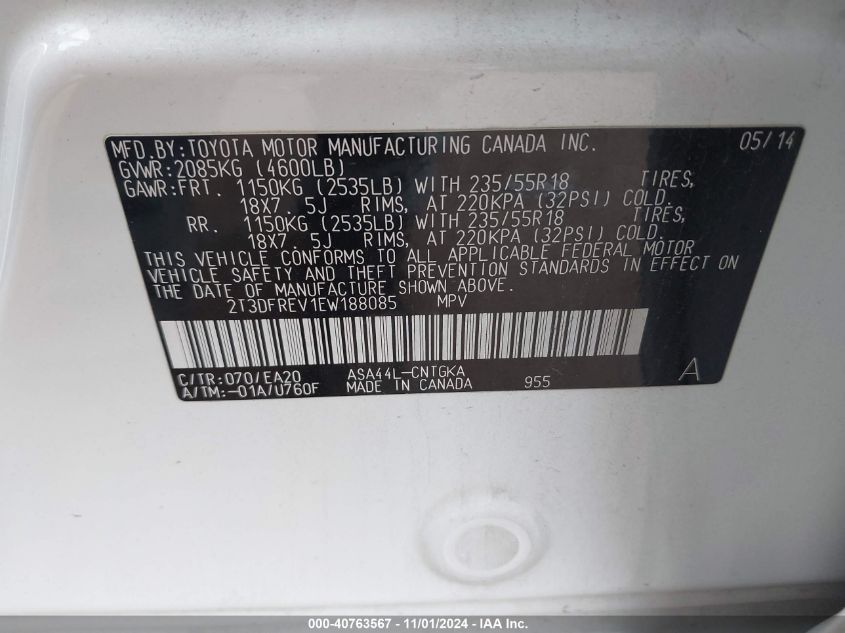 MFD.BY:TOYOTA MOTOR MANUFACTURING CANADA INC. 05/14
GVWR:2085KG (4600LB)
GAWR:FRT. 1150KG (2535LB) WITH 235/55R18 TIRES,
18X7.5J RIMS, AT 220KPA (32PSI) COLD.
RR. 1150KG (2535LB) WITH 235/55R18 TIRES,
18X7.5J RIMS, AT 220KPA (32PSI) COLD.
THIS VEHICLE CONFORMS TO ALL APPLICABLE FEDERAL MOTOR
VEHICLE SAFETY AND THEFT PREVENTION STANDARDS IN EFFECT ON
THE DATE OF MANUFACTURE SHOWN ABOVE.
2T3DFREV1EW188085 MPV
C/TR:070/EA20 ASA44L-CNTGKA
A/TM:-01A/U760F MADE IN CANADA 955 A
000-40763567 - 11/01/2024 - IAA Inc.